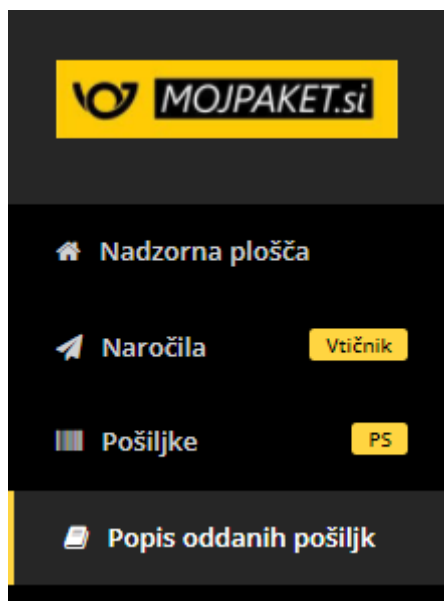 MOJPAKET.si
Nadzorna plošča
Naročila Vtičnik
Pošiljke PS
Popis oddanih pošiljk